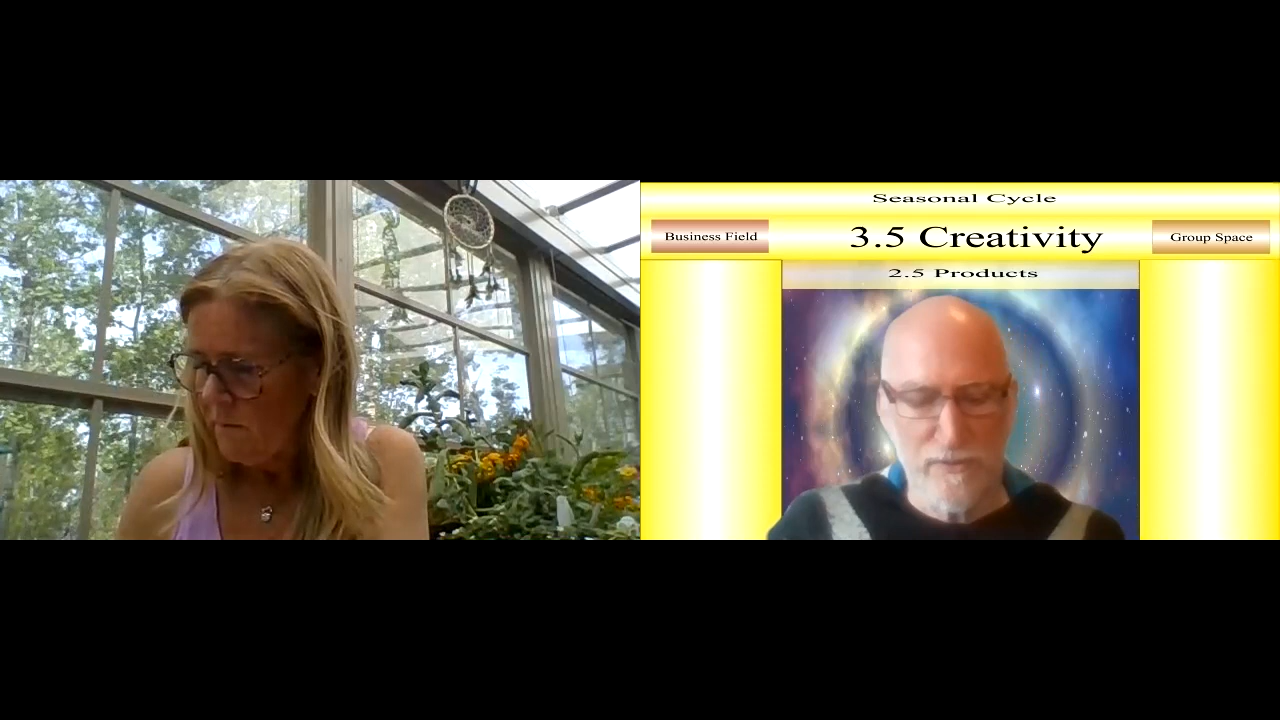 Seasonal Cycle
Business Field
3.5 Creativity
Group Space
2.5 Products